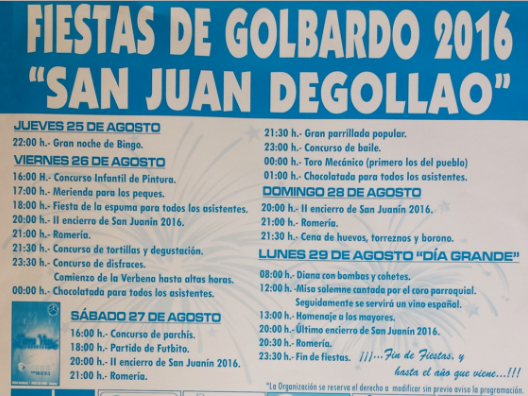 FIESTAS DE GOLBARDO 2016
"SAN JUAN DEGOLLAO"
JUEVES 25 DE AGOSTO
22:00 H.- Gran noche de Bingo.
VIERNES 26 DE AGOSTO
16:00 H.- Concurso Infantil de Pintura.
17:00 H.- Merienda para los peques.
18:00 H.- Fiesta de la espuma para todos los asistentes.
20:00 H.- II encierro de San Juanín 2016.
21:00 H.- Romería.
21:30 H.- Concurso de tortillas y degustación.
23:30 H.- Concurso de disfraces.
Comienzo de la Verbena hasta altas horas.
00:00 H.- Chocolatada para todos los asistentes.
SÁBADO 27 DE AGOSTO
16:00 H.- Concurso de parchís.
18:00 H.- Partido de Futbito.
20:00 H.- II encierro de San Juanín 2016
21:00 H.- Romería.
21:30 H.- Gran parrillada popular.
23:00 H.- Concurso de baile.
00:00 H.- Toro Mecánico (primero los del pueblo)
01:00 H.- Chocolatada para todos los asistentes.
DOMINGO 28 DE AGOSTO
20:00 H.- II encierro de San Juanín 2016.
21:00 H.- Romería.
21:30 H.- Cena de huevos, torreznos y borono.
LUNES 29 DE AGOSTO "DÍA GRANDE"
08:00 H.- Diana con bombas y cohetes.
12:00 H.- Misa solemne cantada por el coro parroquial.
Seguidamente se servirá un vino español.
13:00 H.- Homenaje a los mayores.
20:00 H.- Último encierro de San Juanín 2016.
20:30 H.- Romería.
23:30 H.- Fin de fiestas.
¡¡¡...Fin de Fiestas, y
hasta el año que viene...!!!
*La Organización se reserva el derecho a modificar sin previo aviso la programación.